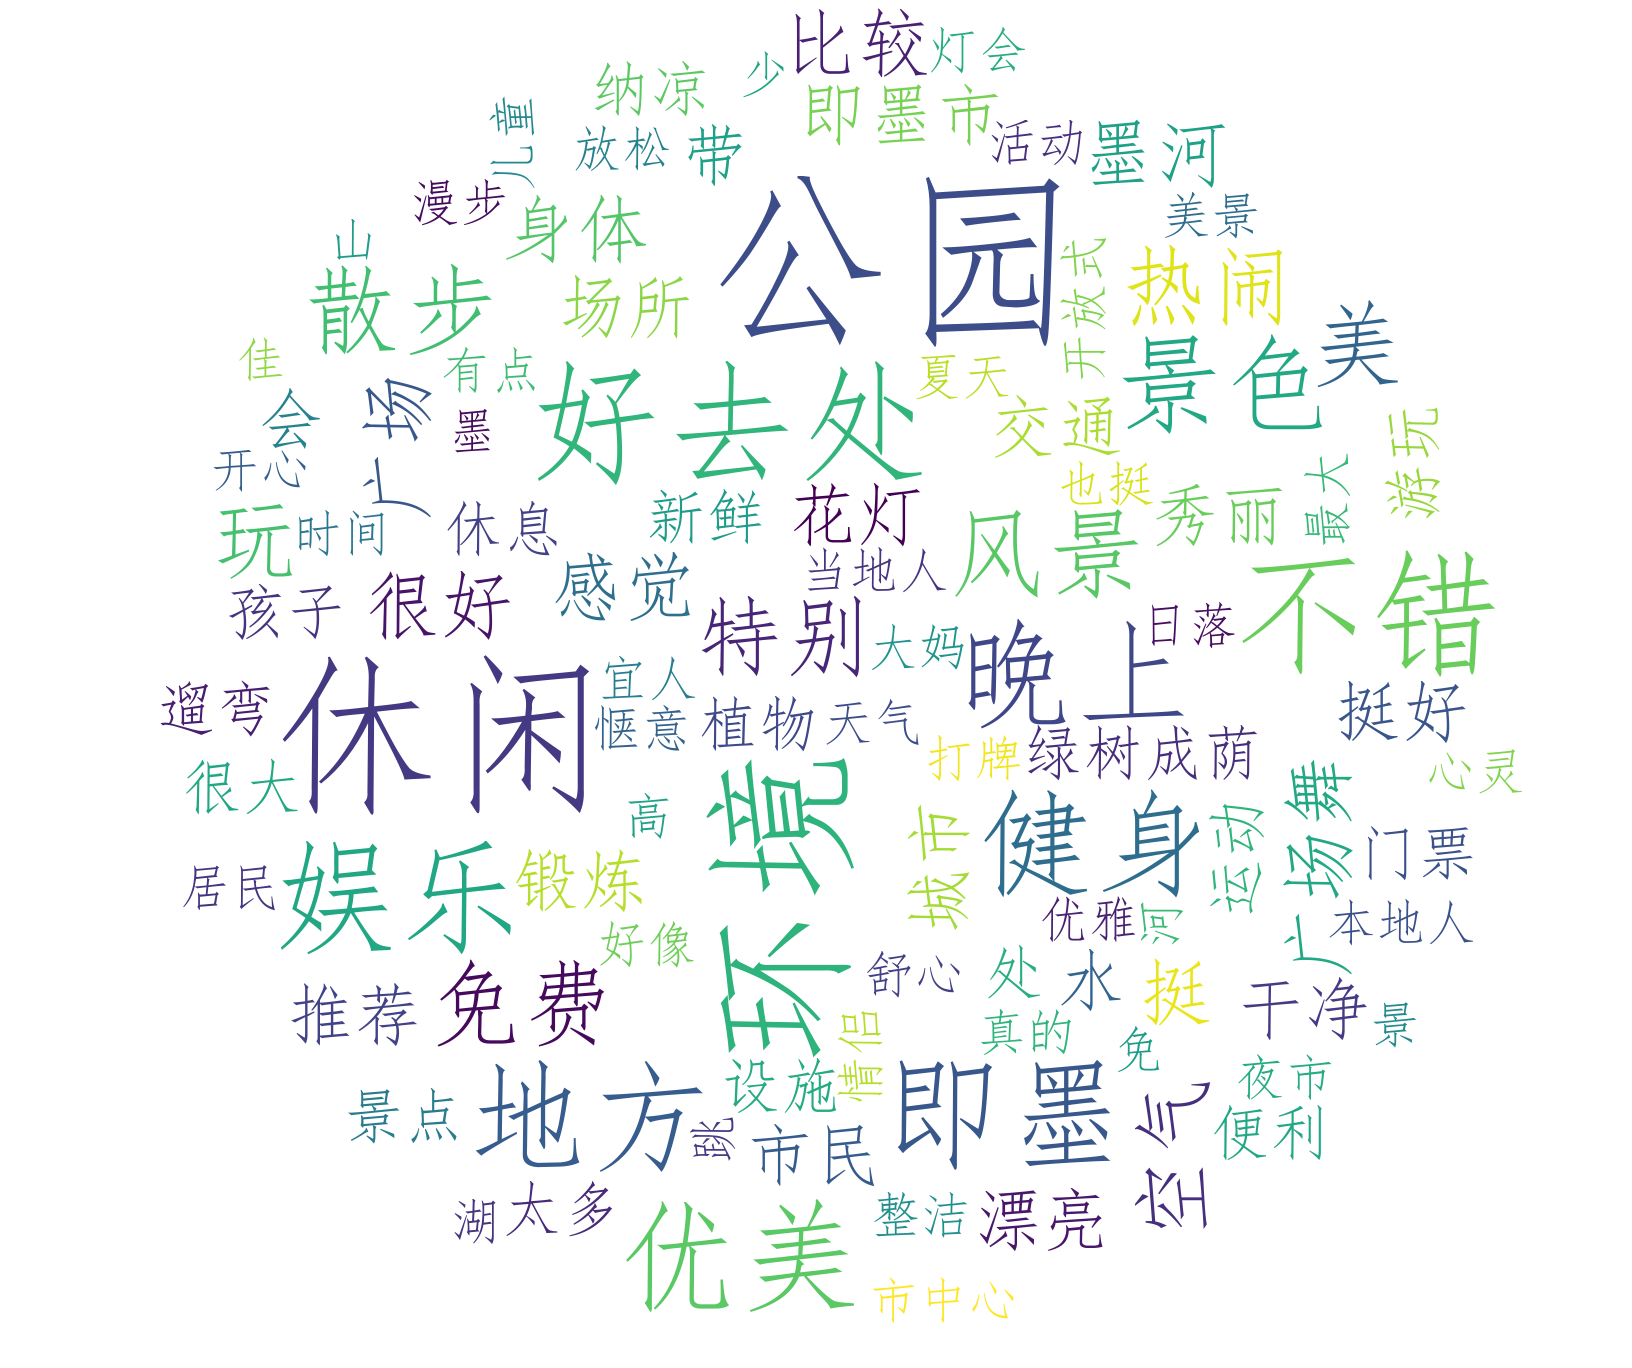 比较
灯会
少
纳凉
即墨市
儿童
放松
带
活动
墨河
漫步
身体
公园
美景
山
散步
场所
开放式
热闹
美
佳
有点
好去处
夏天
景色
会
广场
墨
交通
游玩
开心
也挺
最大
玩
时间
休息
新鲜
花灯
风景
秀丽
不错
孩子
很好
感觉
当地人
特别
大妈
晚上
日落
遛弯
休闲
宜人
惬意
植物
天气
挺好
很大
高
环境
打牌
绿树成荫
心灵
居民
娱乐
锻炼
城市
健身
运动
广场舞
门票
好像
优雅
河
本地人
推荐
免费
舒心
处
水
挺
干净
景
真的
情侣
免
景点
地方
设施
即墨
空气
夜市
便利
跳
市民
湖
太多
优美
整洁
漂亮
市中心